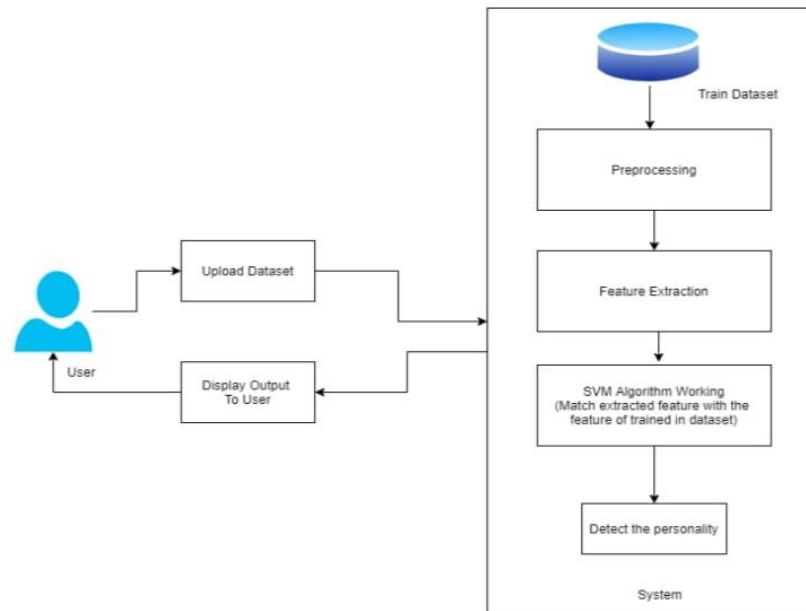 Train Dataset
Preprocessing
Upload Dataset
Feature Extraction
User
Display Output
To User
SVM Algorithm Working
(Match extracted feature with the
feature of trained in dataset)
Detect the personality
System